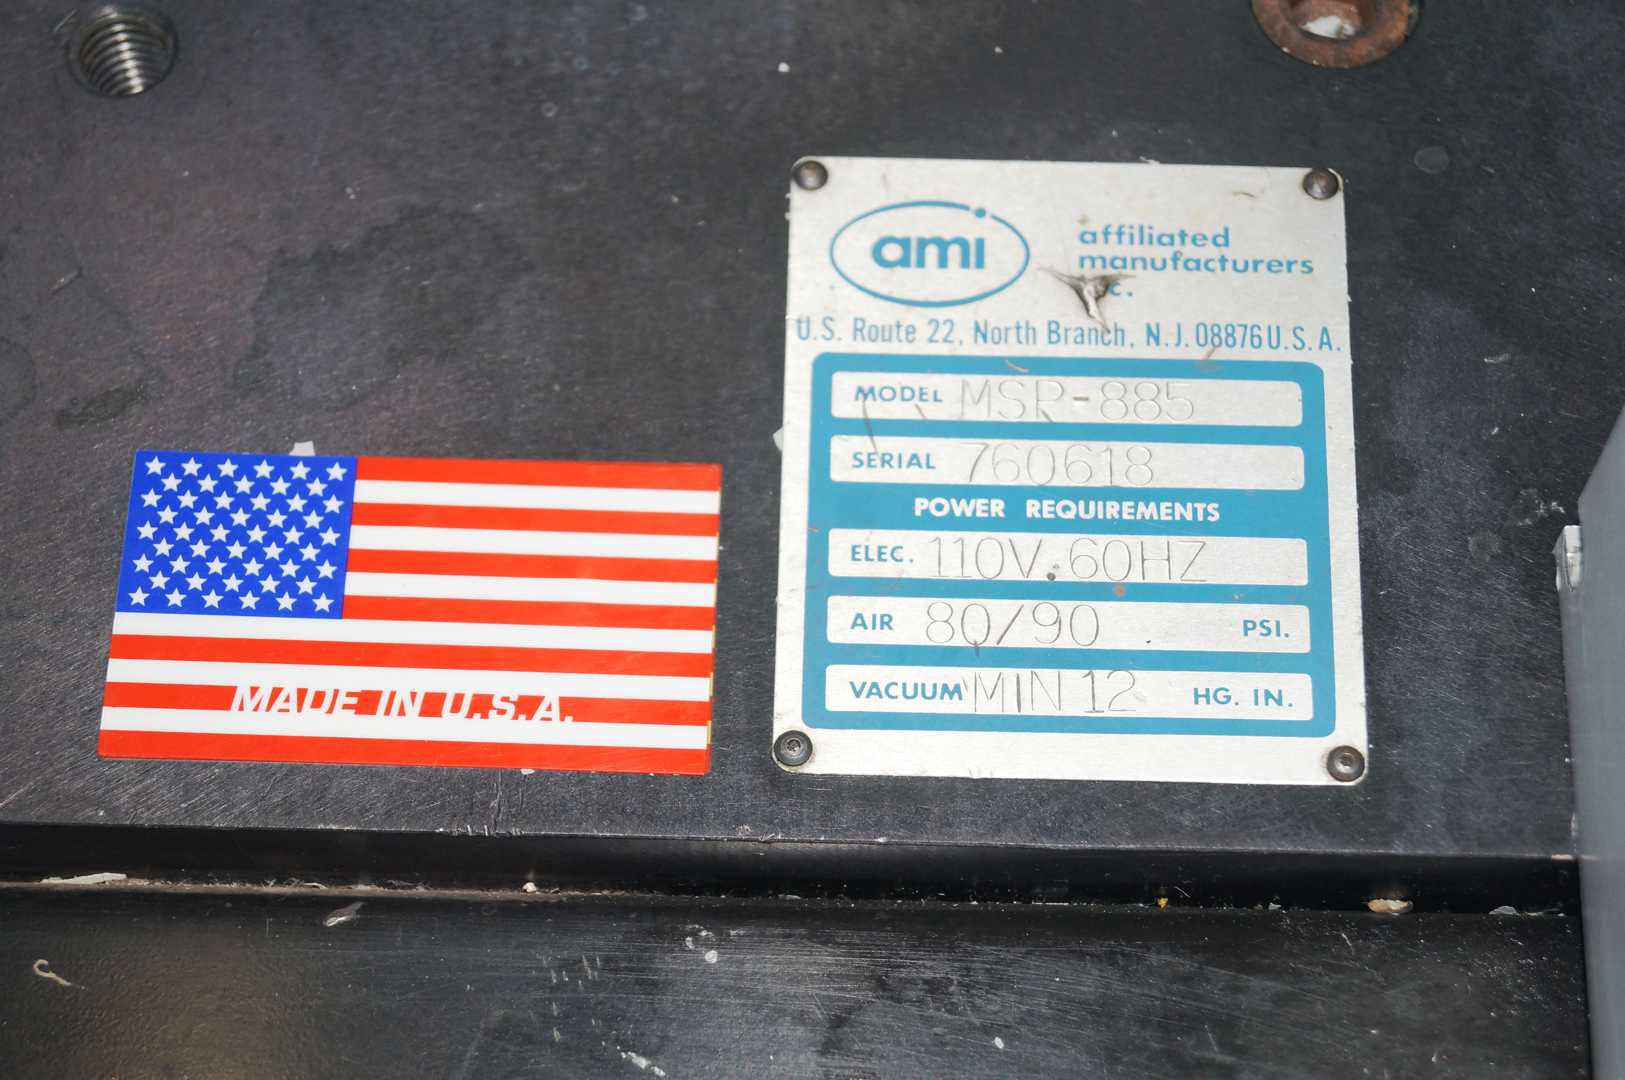 ami
affiliated
manufacturers
c.
U.S. Route 22, North Branch, N.J. 08876 U.S.A.
MODEL MSP-885
SERIAL 760618
POWER REQUIREMENTS
ELEC. 110V. 60HZ
AIR 80/90 PSI.
VACUUM MIN 12 HG. IN.
MADE IN U.S.A.